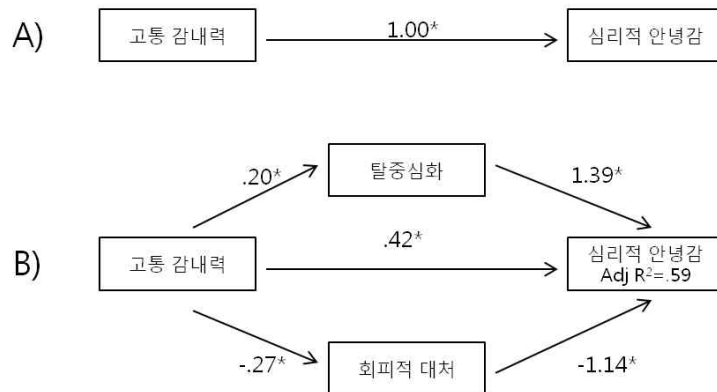 A)
고통 감내력
1.00*
심리적 안녕감
탈중심화
.20*
1.39*
B)
고통 감내력
.42*
심리적 안녕감
Adj R²=.59
-.27*
회피적 대처
-1.14*